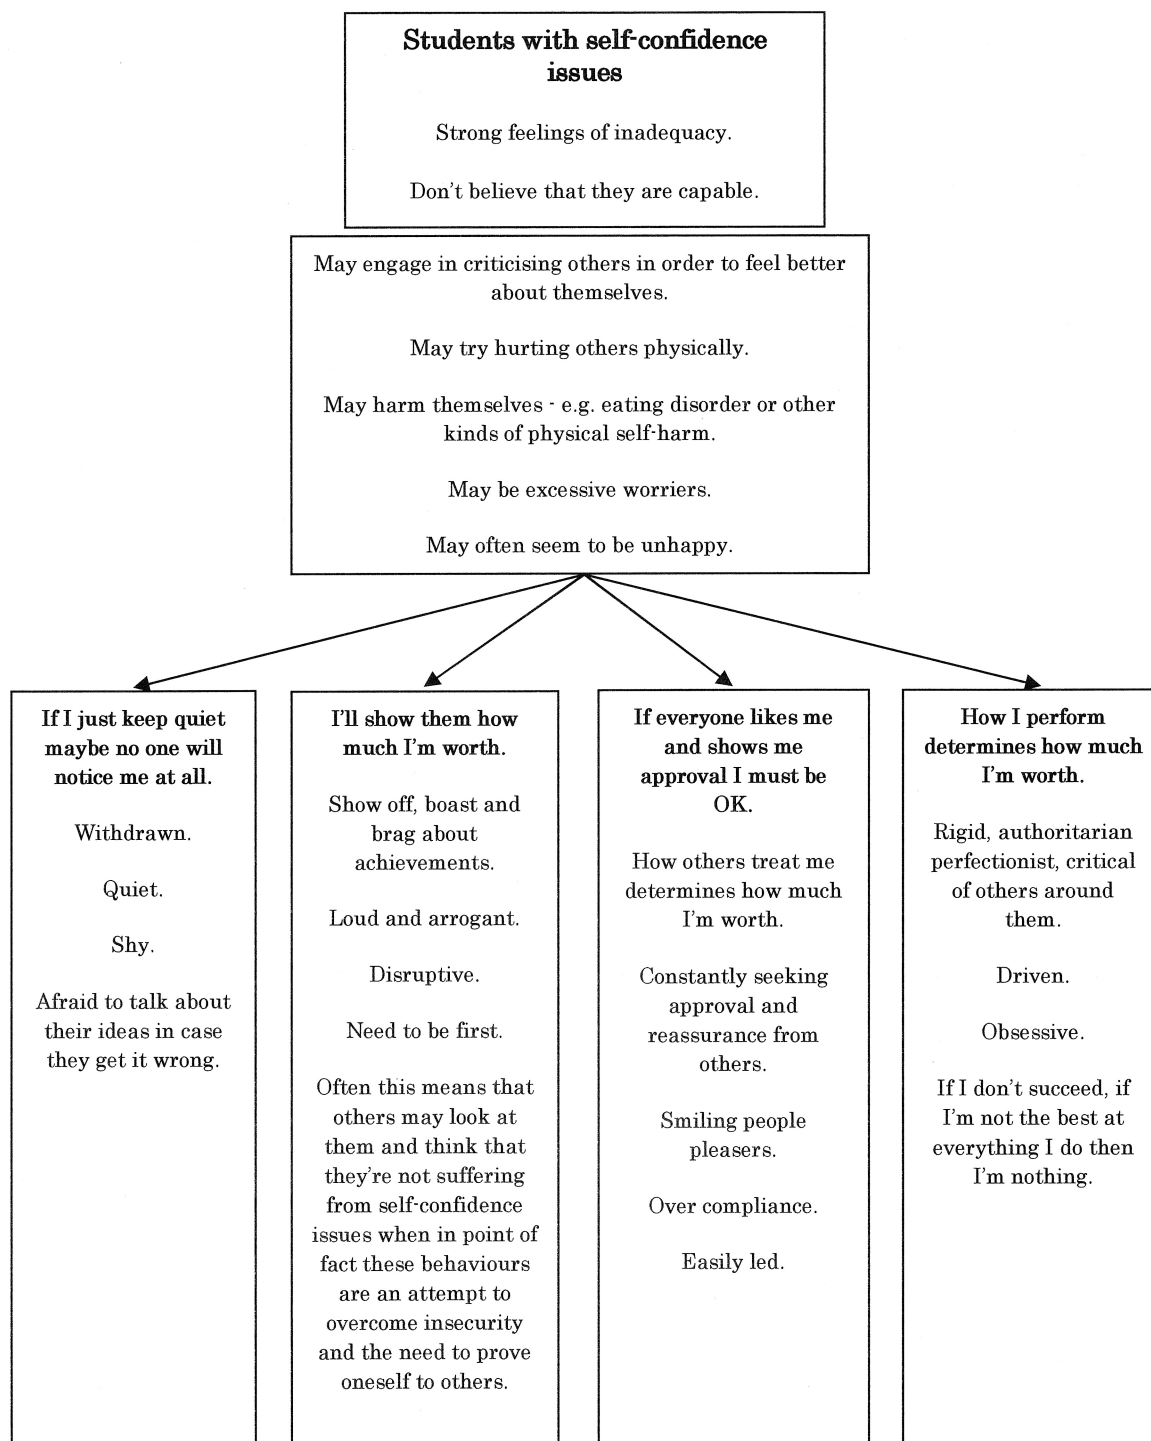 Students with self-confidence
issues
Strong feelings of inadequacy.
Don't believe that they are capable.
May engage in criticising others in order to feel better
about themselves.
May try hurting others physically.
May harm themselves - e.g. eating disorder or other
kinds of physical self-harm.
May be excessive worriers.
May often seem to be unhappy.
If I just keep quiet
maybe no one will
notice me at all.
Withdrawn.
Quiet.
Shy.
Afraid to talk about
their ideas in case
they get it wrong.
I'll show them how
much I'm worth.
Show off, boast and
brag about
achievements.
Loud and arrogant.
Disruptive.
Need to be first.
Often this means that
others may look at
them and think that
they're not suffering
from self-confidence
issues when in point of
fact these behaviours
are an attempt to
overcome insecurity
and the need to prove
oneself to others.
If everyone likes me
and shows me
approval I must be
OK.
How others treat me
determines how much
I'm worth.
Constantly seeking
approval and
reassurance from
others.
Smiling people
pleasers.
Over compliance.
Easily led.
How I perform
determines how much
I'm worth.
Rigid, authoritarian
perfectionist, critical
of others around
them.
Driven.
Obsessive.
If I don't succeed, if
I'm not the best at
everything I do then
I'm nothing.